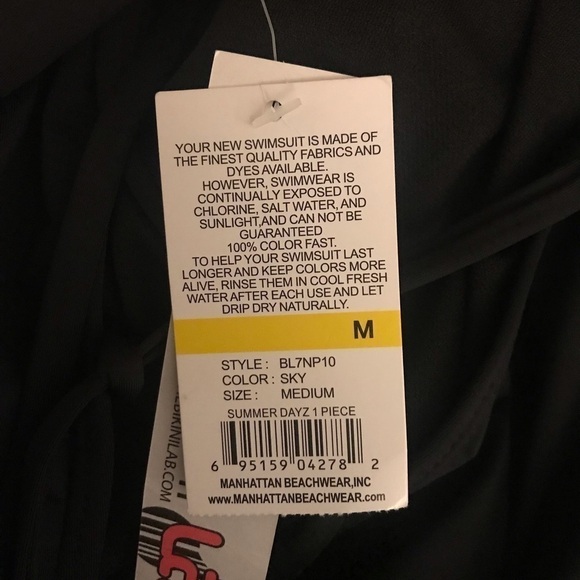 YOUR NEW SWIMSUIT IS MADE OF
THE FINEST QUALITY FABRICS AND
DYES AVAILABLE.
HOWEVER, SWIMWEAR IS
CONTINUALLY EXPOSED TO
CHLORINE, SALT WATER, AND
SUNLIGHT,AND CAN NOT BE
GUARANTEED
100% COLOR FAST.
TO HELP YOUR SWIMSUIT LAST
LONGER AND KEEP COLORS MORE
ALIVE, RINSE THEM IN COOL FRESH
WATER AFTER EACH USE AND LET
DRIP DRY NATURALLY.
M
STYLE : BL7NP10
COLOR : SKY
SIZE : MEDIUM
SUMMER DAYZ 1 PIECE
6 95159 04278 2
MANHATTAN BEACHWEAR,INC
www.MANHATTANBEACHWEAR.com
EBIKINILAB.COM